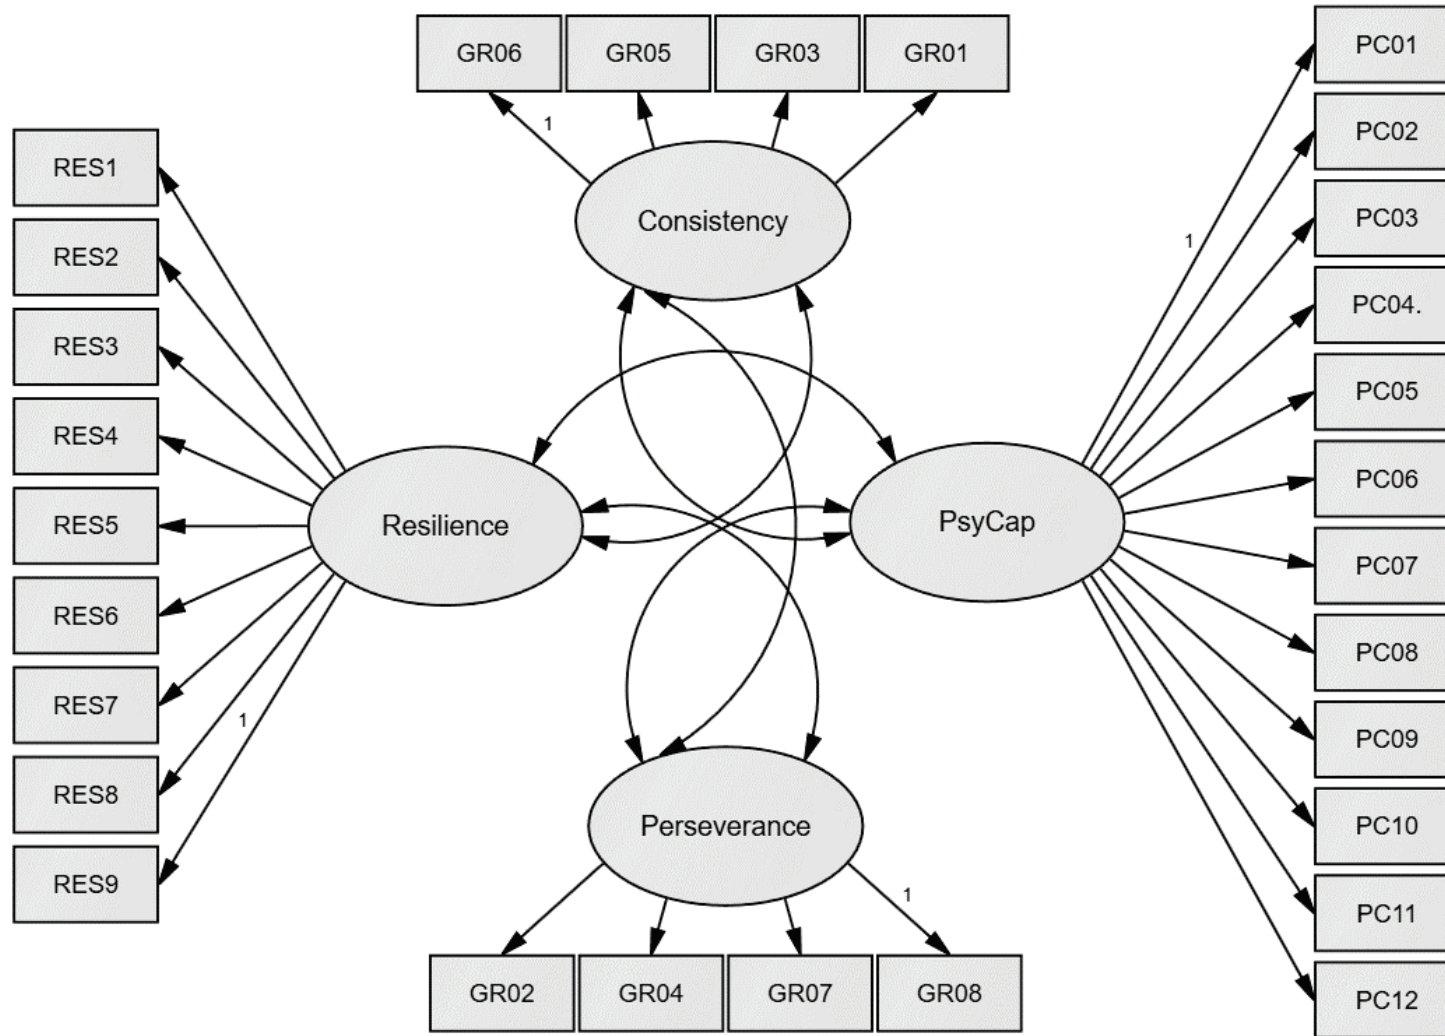 GR06 GR05 GR03 GR01
1
Consistency
RES1
RES2
RES3
RES4
RES5
RES6
RES7
RES8
RES9
1
Resilience
PsyCap
1
PC01
PC02
PC03
PC04.
PC05
PC06
PC07
PC08
PC09
PC10
PC11
PC12
Perseverance
1
GR02 GR04 GR07 GR08